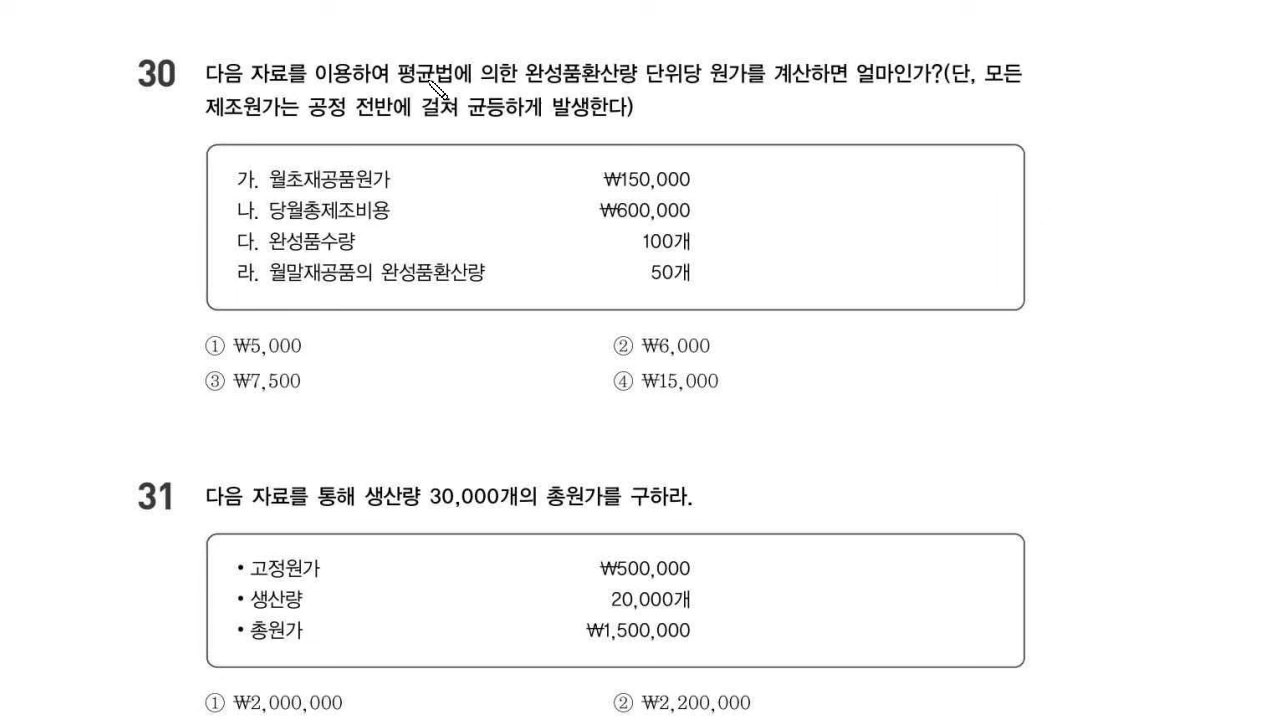 30 다음 자료를 이용하여 평균법에 의한 완성품환산량 단위당 원가를 계산하면 얼마인가?(단, 모든
제조원가는 공정 전반에 걸쳐 균등하게 발생한다)
가. 월초재공품원가 ₩150,000
나. 당월총제조비용 ₩600,000
다. 완성품수량 100개
라. 월말재공품의 완성품환산량 50개
① ₩5,000 ② ₩6,000
③ ₩7,500 ④ ₩15,000
31 다음 자료를 통해 생산량 30,000개의 총원가를 구하라.
• 고정원가 ₩500,000
• 생산량 20,000개
• 총원가 ₩1,500,000
① ₩2,000,000 ② ₩2,200,000